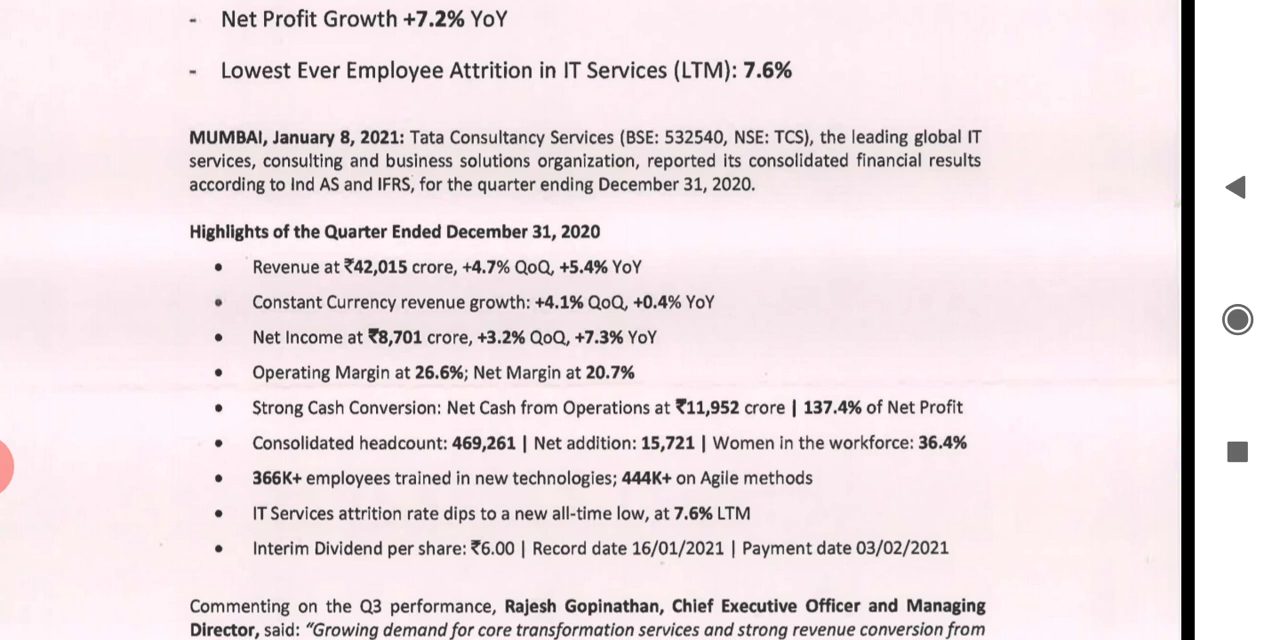 - Net Profit Growth +7.2% YoY
- Lowest Ever Employee Attrition in IT Services (LTM): 7.6%
MUMBAI, January 8, 2021: Tata Consultancy Services (BSE: 532540, NSE: TCS), the leading global IT
services, consulting and business solutions organization, reported its consolidated financial results
according to Ind AS and IFRS, for the quarter ending December 31, 2020.
Highlights of the Quarter Ended December 31, 2020
• Revenue at ₹42,015 crore, +4.7% QoQ, +5.4% YoY
• Constant Currency revenue growth: +4.1% QoQ, +0.4% YoY
• Net Income at ₹8,701 crore, +3.2% QoQ, +7.3% YoY
• Operating Margin at 26.6%; Net Margin at 20.7%
• Strong Cash Conversion: Net Cash from Operations at ₹11,952 crore | 137.4% of Net Profit
• Consolidated headcount: 469,261 | Net addition: 15,721 | Women in the workforce: 36.4%
• 366K+ employees trained in new technologies; 444K+ on Agile methods
• IT Services attrition rate dips to a new all-time low, at 7.6% LTM
• Interim Dividend per share: ₹6.00 | Record date 16/01/2021 | Payment date 03/02/2021
Commenting on the Q3 performance, Rajesh Gopinathan, Chief Executive Officer and Managing
Director, said: "Growing demand for core transformation services and strong revenue conversion from